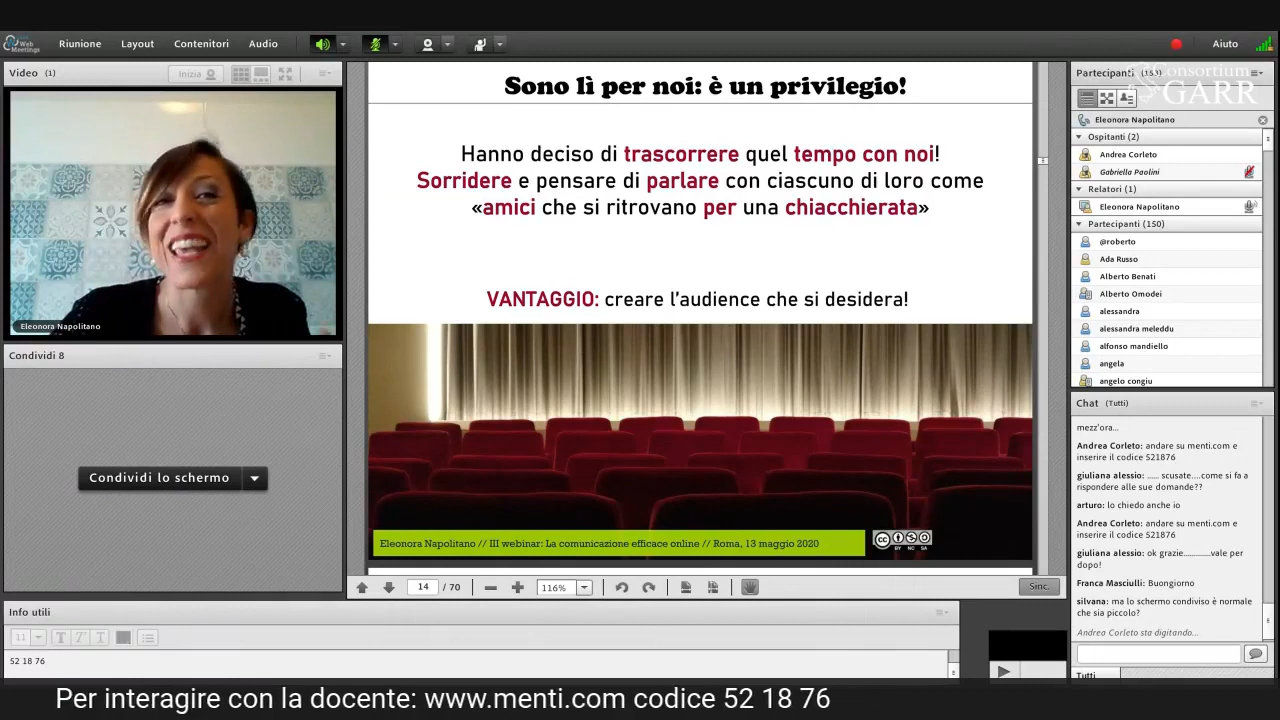 Web
Meetings
Riunione
Layout
Contenitori
Audio
Aiuto
Video (1)
Inizia
Eleonora Napolitano
Condividi 8
Condividi lo schermo
Sono lì per noi: è un privilegio!
Hanno deciso di trascorrere quel tempo con noi!
Sorridere e pensare di parlare con ciascuno di loro come
«amici che si ritrovano per una chiacchierata»
VANTAGGIO: creare l'audience che si desidera!
Eleonora Napolitano // III webinar: La comunicazione efficace online // Roma, 13 maggio 2020
cc
BY NC SA
14 / 70
116%
Sinc.
Partecipanti (153)
Consortium
GARR
Eleonora Napolitano
Ospitanti (2)
Andrea Corleto
Gabriella Paolini
Relatori (1)
Eleonora Napolitano
Partecipanti (150)
@roberto
Ada Russo
Alberto Benati
Alberto Omodei
alessandra
alessandra meleddu
alfonso mandiello
angela
angelo congiu
Chat (Tutti)
mezz'ora...
Andrea Corleto: andare su menti.com e
inserire il codice 521876
giuliana alessio: ...... scusate....come si fa a
rispondere alle sue domande??
arturo: lo chiedo anche io
Andrea Corleto: andare su menti.com e
inserire il codice 521876
giuliana alessio: ok grazie.............vale per
dopo!
Franca Masciulli: Buongiorno
silvana: ma lo schermo condiviso è normale
che sia piccolo?
Andrea Corleto sta digitando...
Tutti
Info utili
11
T T T
52 18 76
Per interagire con la docente: www.menti.com codice 52 18 76